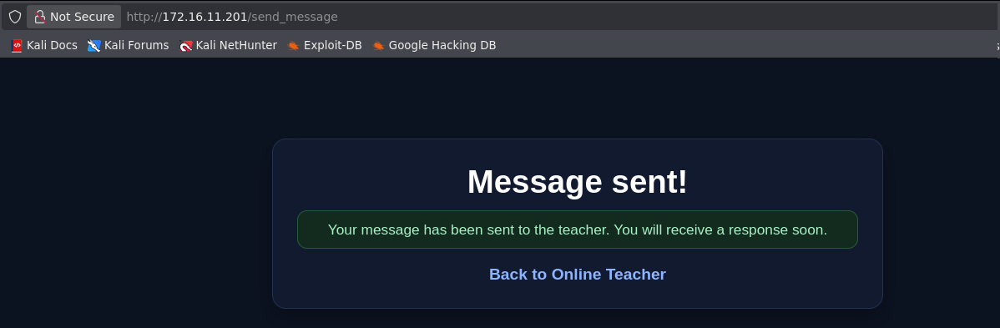 Not Secure http://172.16.11.201/send_message
Kali Docs Kali Forums Kali NetHunter Exploit-DB Google Hacking DB
Message sent!
Your message has been sent to the teacher. You will receive a response soon.
Back to Online Teacher